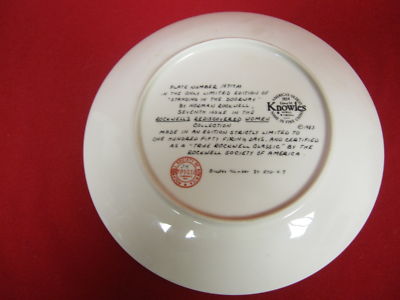 PLATE NUMBER
IN THE ONLY LIMITED EDITION OF
"STANDING IN THE DOORWAY"
BY NORMAN ROCKWELL,
SEVENTH ISSUE IN THE
ROCKWELL'S REDISCOVERED WOMEN
COLLECTION
MADE IN AN EDITION STRICTLY LIMITED TO
ONE HUNDRED FIFTY FIRING DAYS, AND CERTIFIED
AS A "TRUE ROCKWELL CLASSIC" BY THE
ROCKWELL SOCIETY OF AMERICA.
Knowles
©1983
Bradex Number